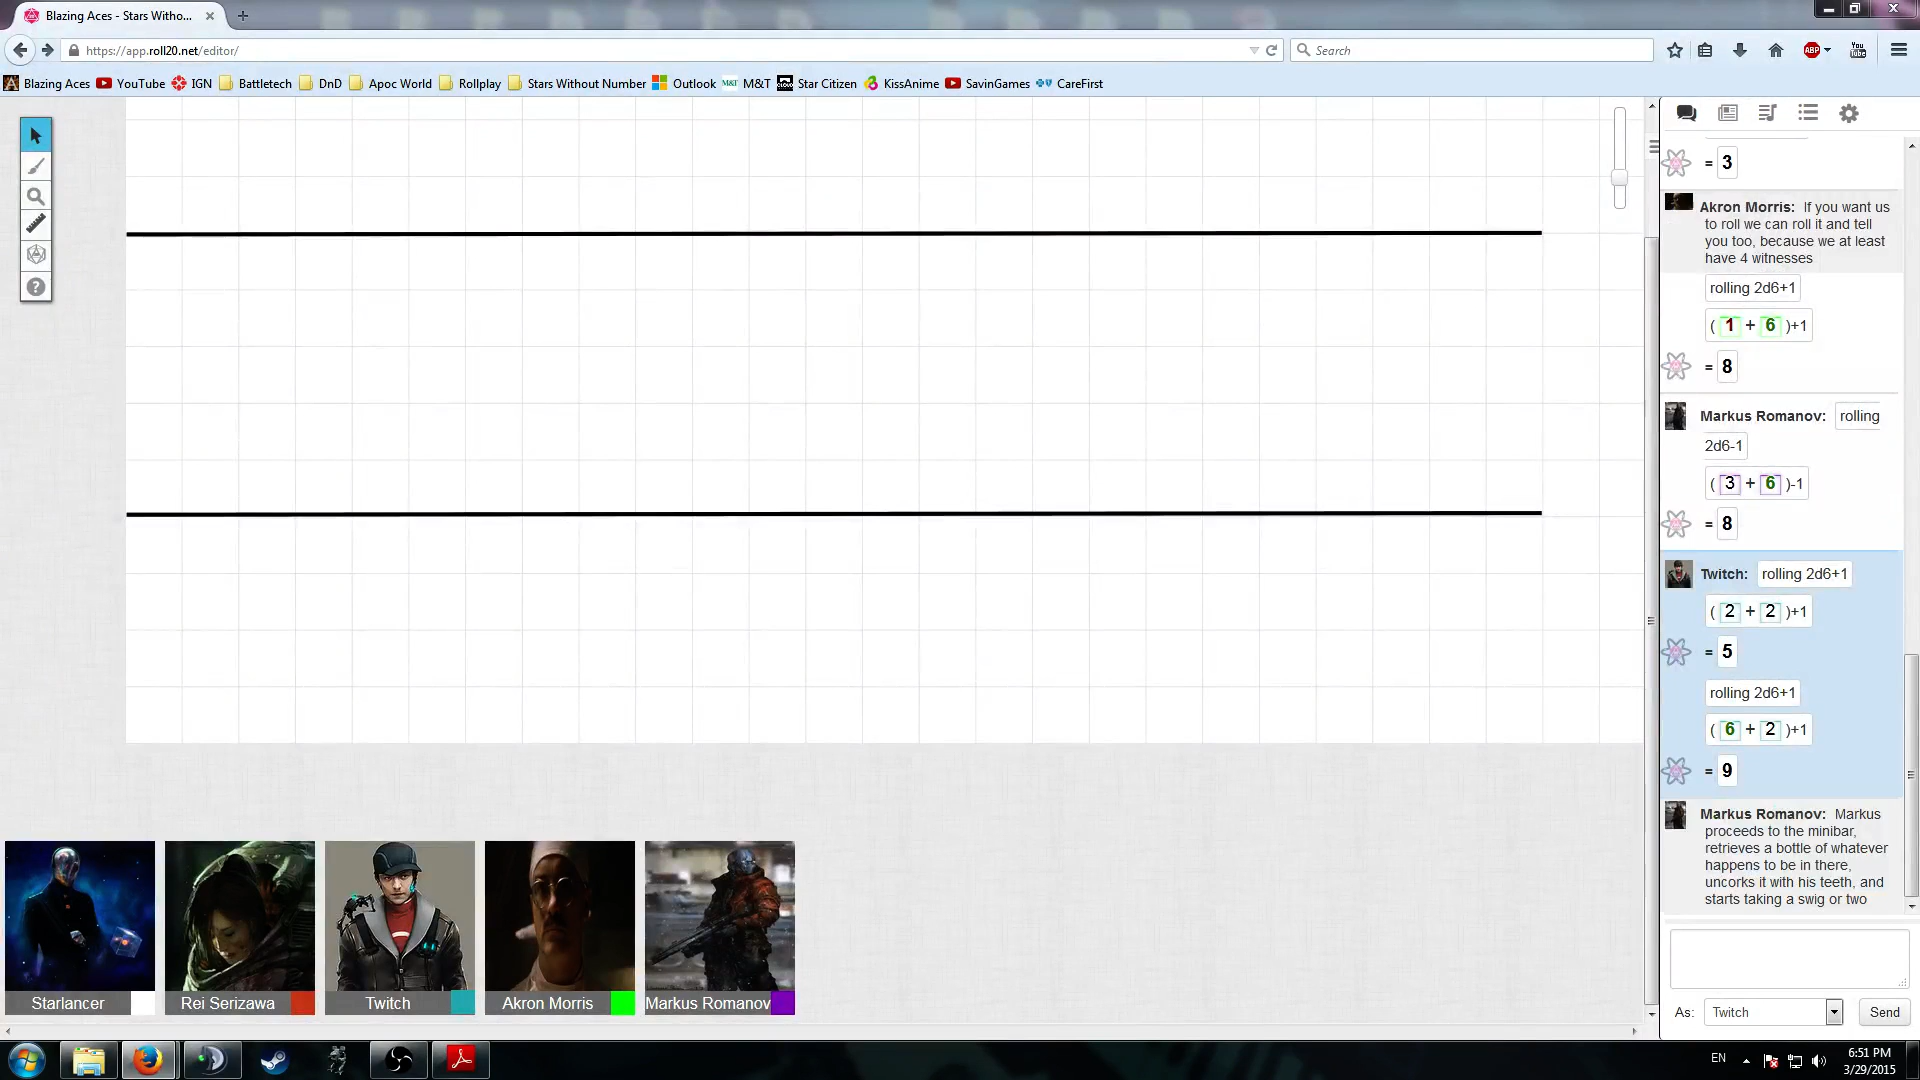 Blazing Aces - Stars Witho...
https://app.roll20.net/editor/
Search
ABP
You Tube
Blazing Aces
YouTube
IGN
Battletech
DnD
Apoc World
Rollplay
Stars Without Number
Outlook
M&T
M&T
Star Citizen
KissAnime
SavinGames
CareFirst
= 3
Akron Morris: If you want us
to roll we can roll it and tell
you too, because we at least
have 4 witnesses
rolling 2d6+1
( 1 + 6 )+1
= 8
Markus Romanov: rolling
2d6-1
( 3 + 6 )-1
= 8
Twitch: rolling 2d6+1
( 2 + 2 )+1
= 5
rolling 2d6+1
( 6 + 2 )+1
= 9
Markus Romanov: Markus
proceeds to the minibar,
retrieves a bottle of whatever
happens to be in there,
uncorks it with his teeth, and
starts taking a swig or two
Starlancer
Rei Serizawa
Twitch
Akron Morris
Markus Romanov
As: Twitch
Send
EN
6:51 PM
3/29/2015